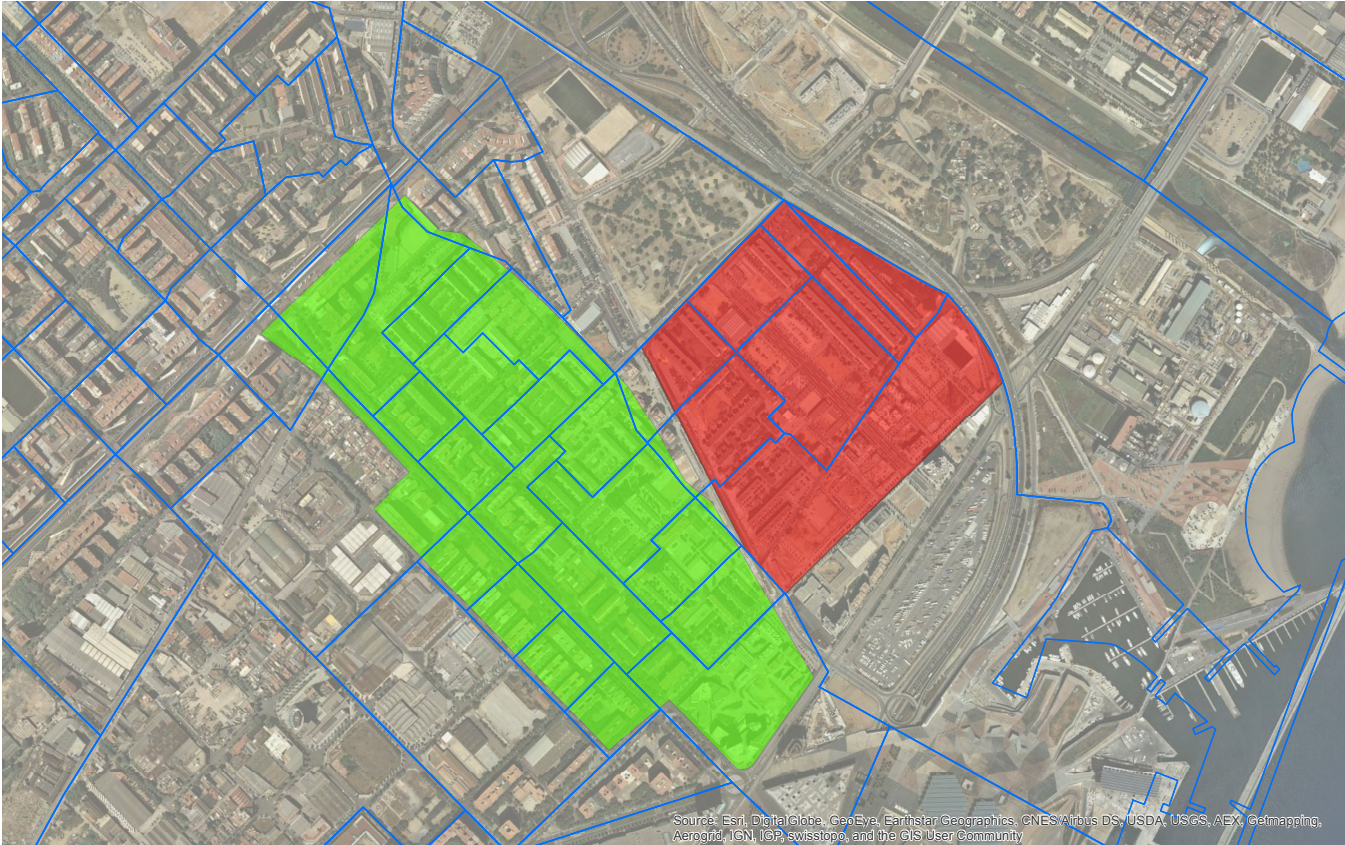 Source: Esri, DigitalGlobe, GeoEye, Earthstar Geographics, CNES/Airbus DS, USDA, USGS, AEX, Getmapping,
Aerogrid, IGN, IGP, swisstopo, and the GIS User Community